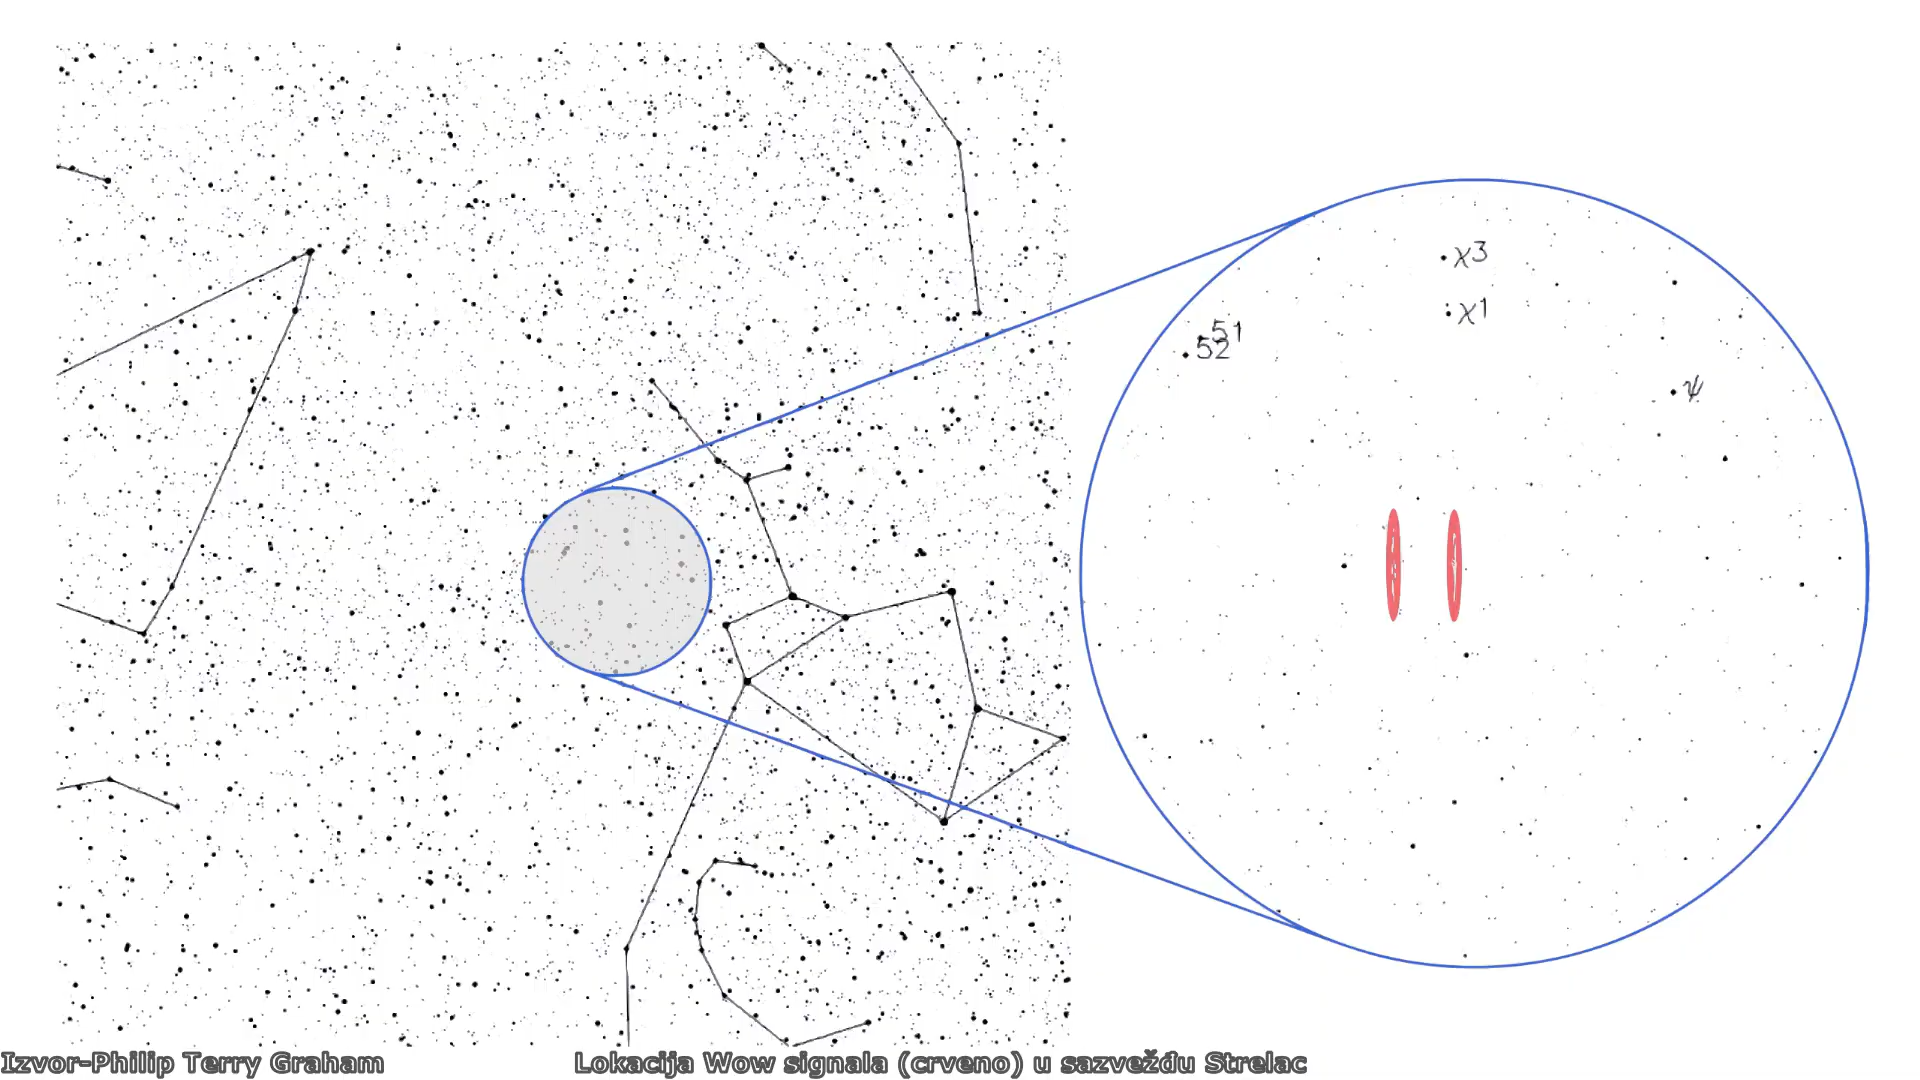 χ3
χ1
51
52
ψ
Izvor-Philip Terry Graham
Lokacija Wow signala (crveno) u sazvežđu Strelac